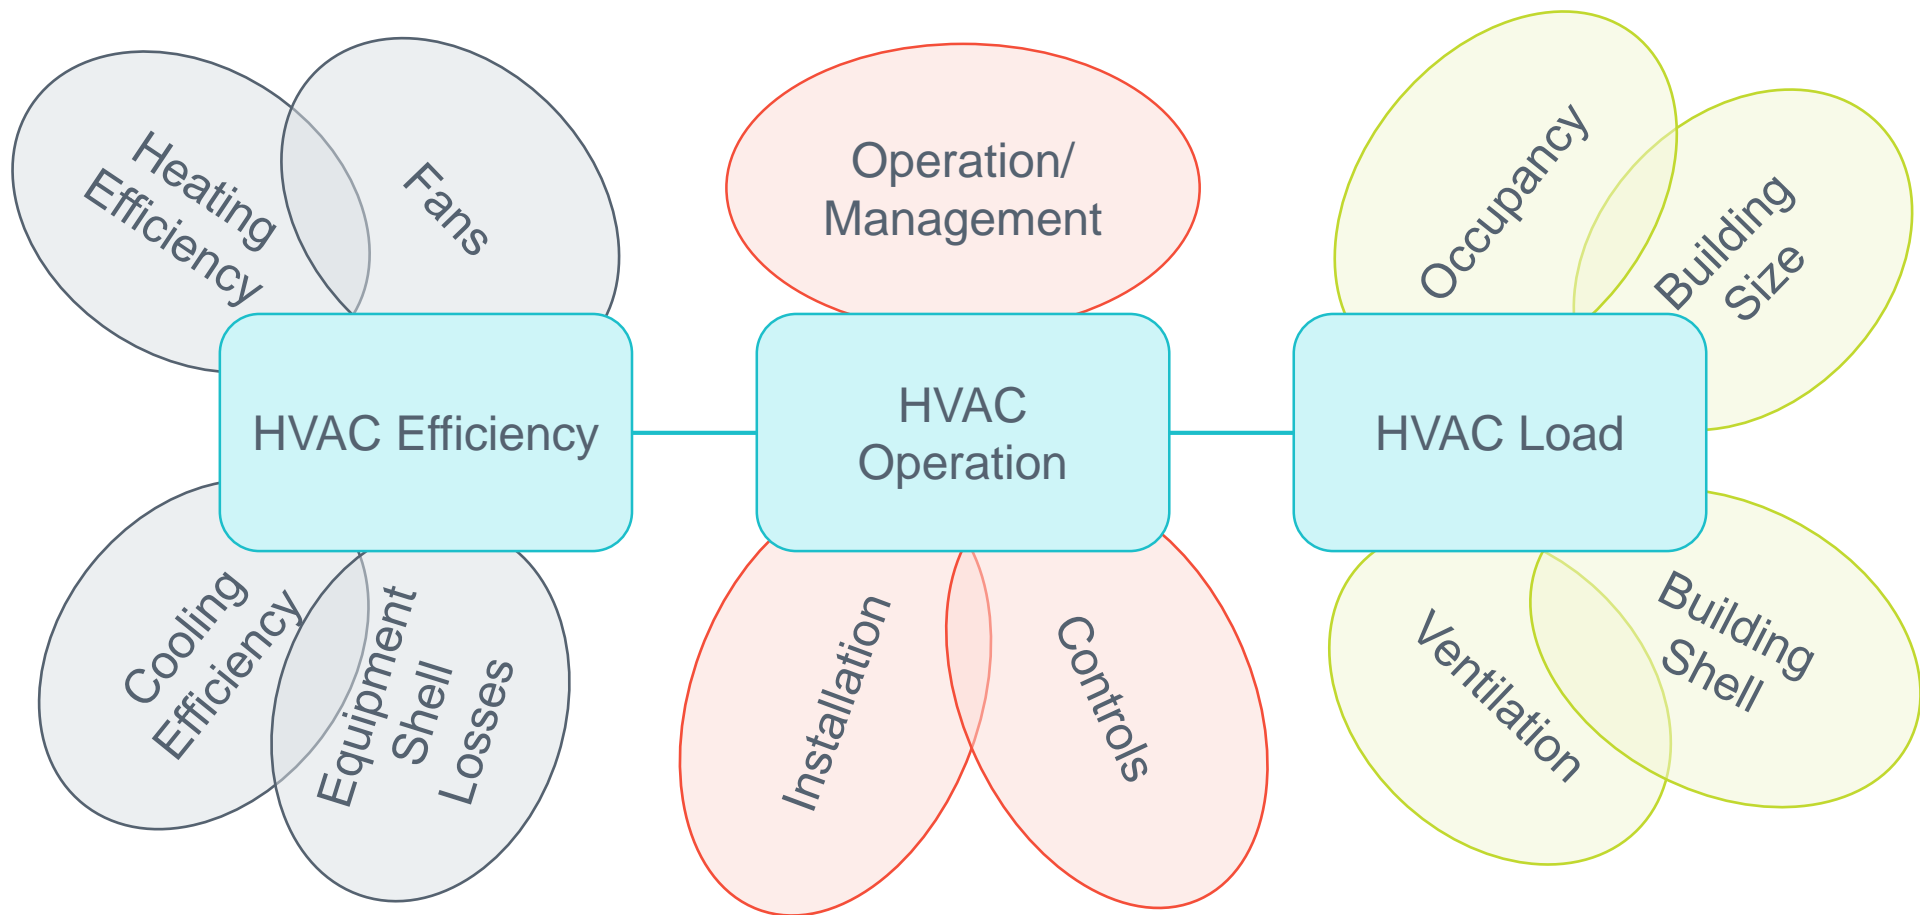 Heating
Efficiency
Fans
Operation/
Management
Occupancy
Building
Size
HVAC Efficiency
HVAC
Operation
HVAC Load
Cooling
Efficiency
Equipment
Shell
Losses
Installation
Controls
Ventilation
Building
Shell